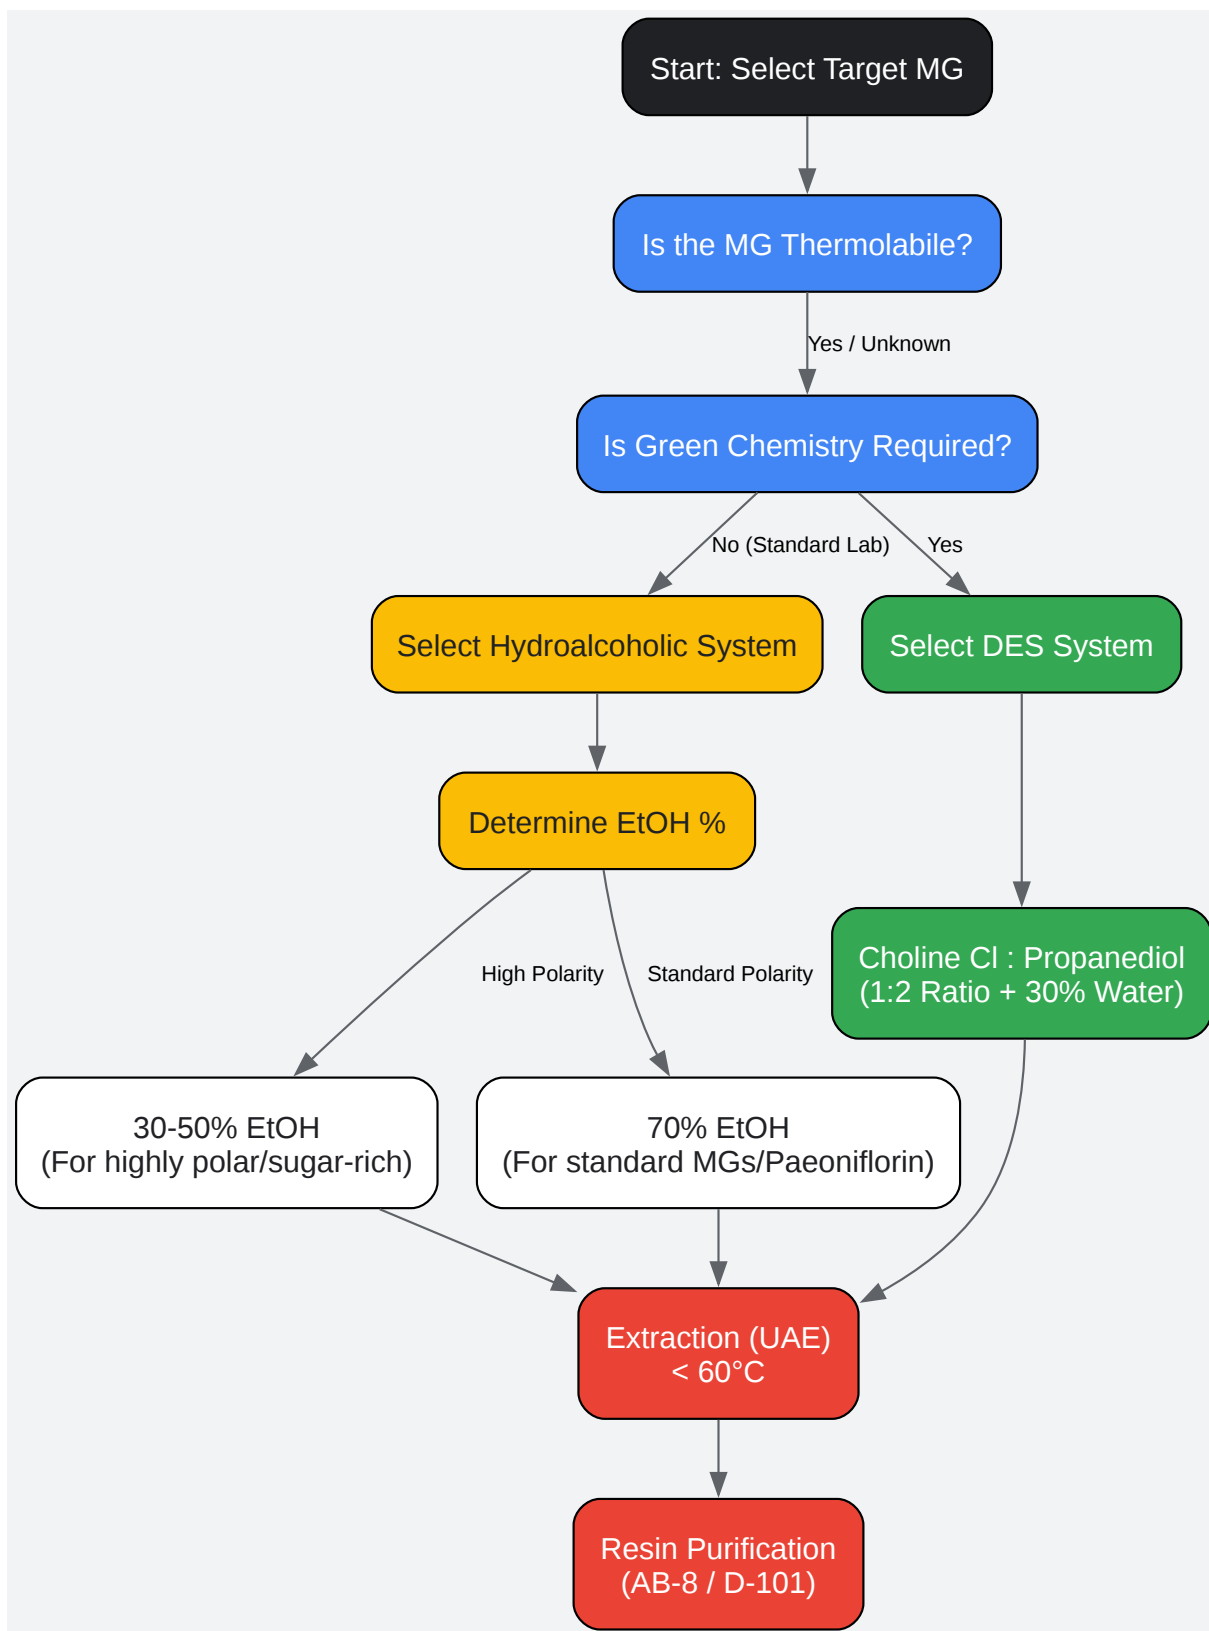 Start: Select Target MG
Is the MG Thermolabile?
Yes / Unknown
Is Green Chemistry Required?
No (Standard Lab)
Yes
Select Hydroalcoholic System
Select DES System
Determine EtOH %
Choline Cl : Propanediol
(1:2 Ratio + 30% Water)
High Polarity
Standard Polarity
30-50% EtOH
(For highly polar/sugar-rich)
70% EtOH
(For standard MGs/Paeoniflorin)
Extraction (UAE)
< 60°C
Resin Purification
(AB-8 / D-101)